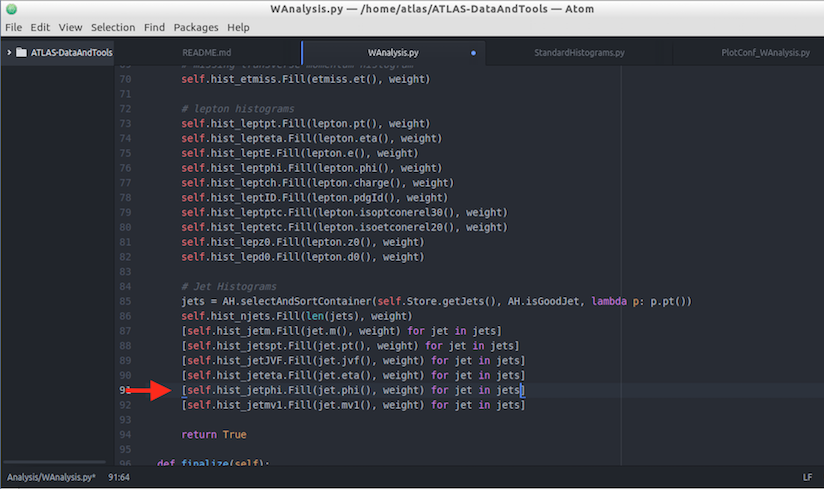 WAnalysis.py — /home/atlas/ATLAS-DataAndTools — Atom
File Edit View Selection Find Packages Help
ATLAS-DataAndTools README.md WAnalysis.py StandardHistograms.py PlotConf_WAnalysis.py
69 # missing transverse momentum histogram
70 self.hist_etmiss.Fill(etmiss.et(), weight)
71
72 # lepton histograms
73 self.hist_leptpt.Fill(lepton.pt(), weight)
74 self.hist_lepteta.Fill(lepton.eta(), weight)
75 self.hist_leptE.Fill(lepton.e(), weight)
76 self.hist_leptphi.Fill(lepton.phi(), weight)
77 self.hist_leptch.Fill(lepton.charge(), weight)
78 self.hist_leptID.Fill(lepton.pdgId(), weight)
79 self.hist_leptptc.Fill(lepton.isoptconerel30(), weight)
80 self.hist_leptetc.Fill(lepton.isoetconerel20(), weight)
81 self.hist_lepz0.Fill(lepton.z0(), weight)
82 self.hist_lepd0.Fill(lepton.d0(), weight)
83
84 # Jet Histograms
85 jets = AH.selectAndSortContainer(self.Store.getJets(), AH.isGoodJet, lambda p: p.pt())
86 self.hist_njets.Fill(len(jets), weight)
87 [self.hist_jetm.Fill(jet.m(), weight) for jet in jets]
88 [self.hist_jetspt.Fill(jet.pt(), weight) for jet in jets]
89 [self.hist_jetJVF.Fill(jet.jvf(), weight) for jet in jets]
90 [self.hist_jeteta.Fill(jet.eta(), weight) for jet in jets]
91 [self.hist_jetphi.Fill(jet.phi(), weight) for jet in jets]
92 [self.hist_jetmv1.Fill(jet.mv1(), weight) for jet in jets]
93
94 return True
95
96 def finalize(self):
Analysis/WAnalysis.py* 91:64 LF